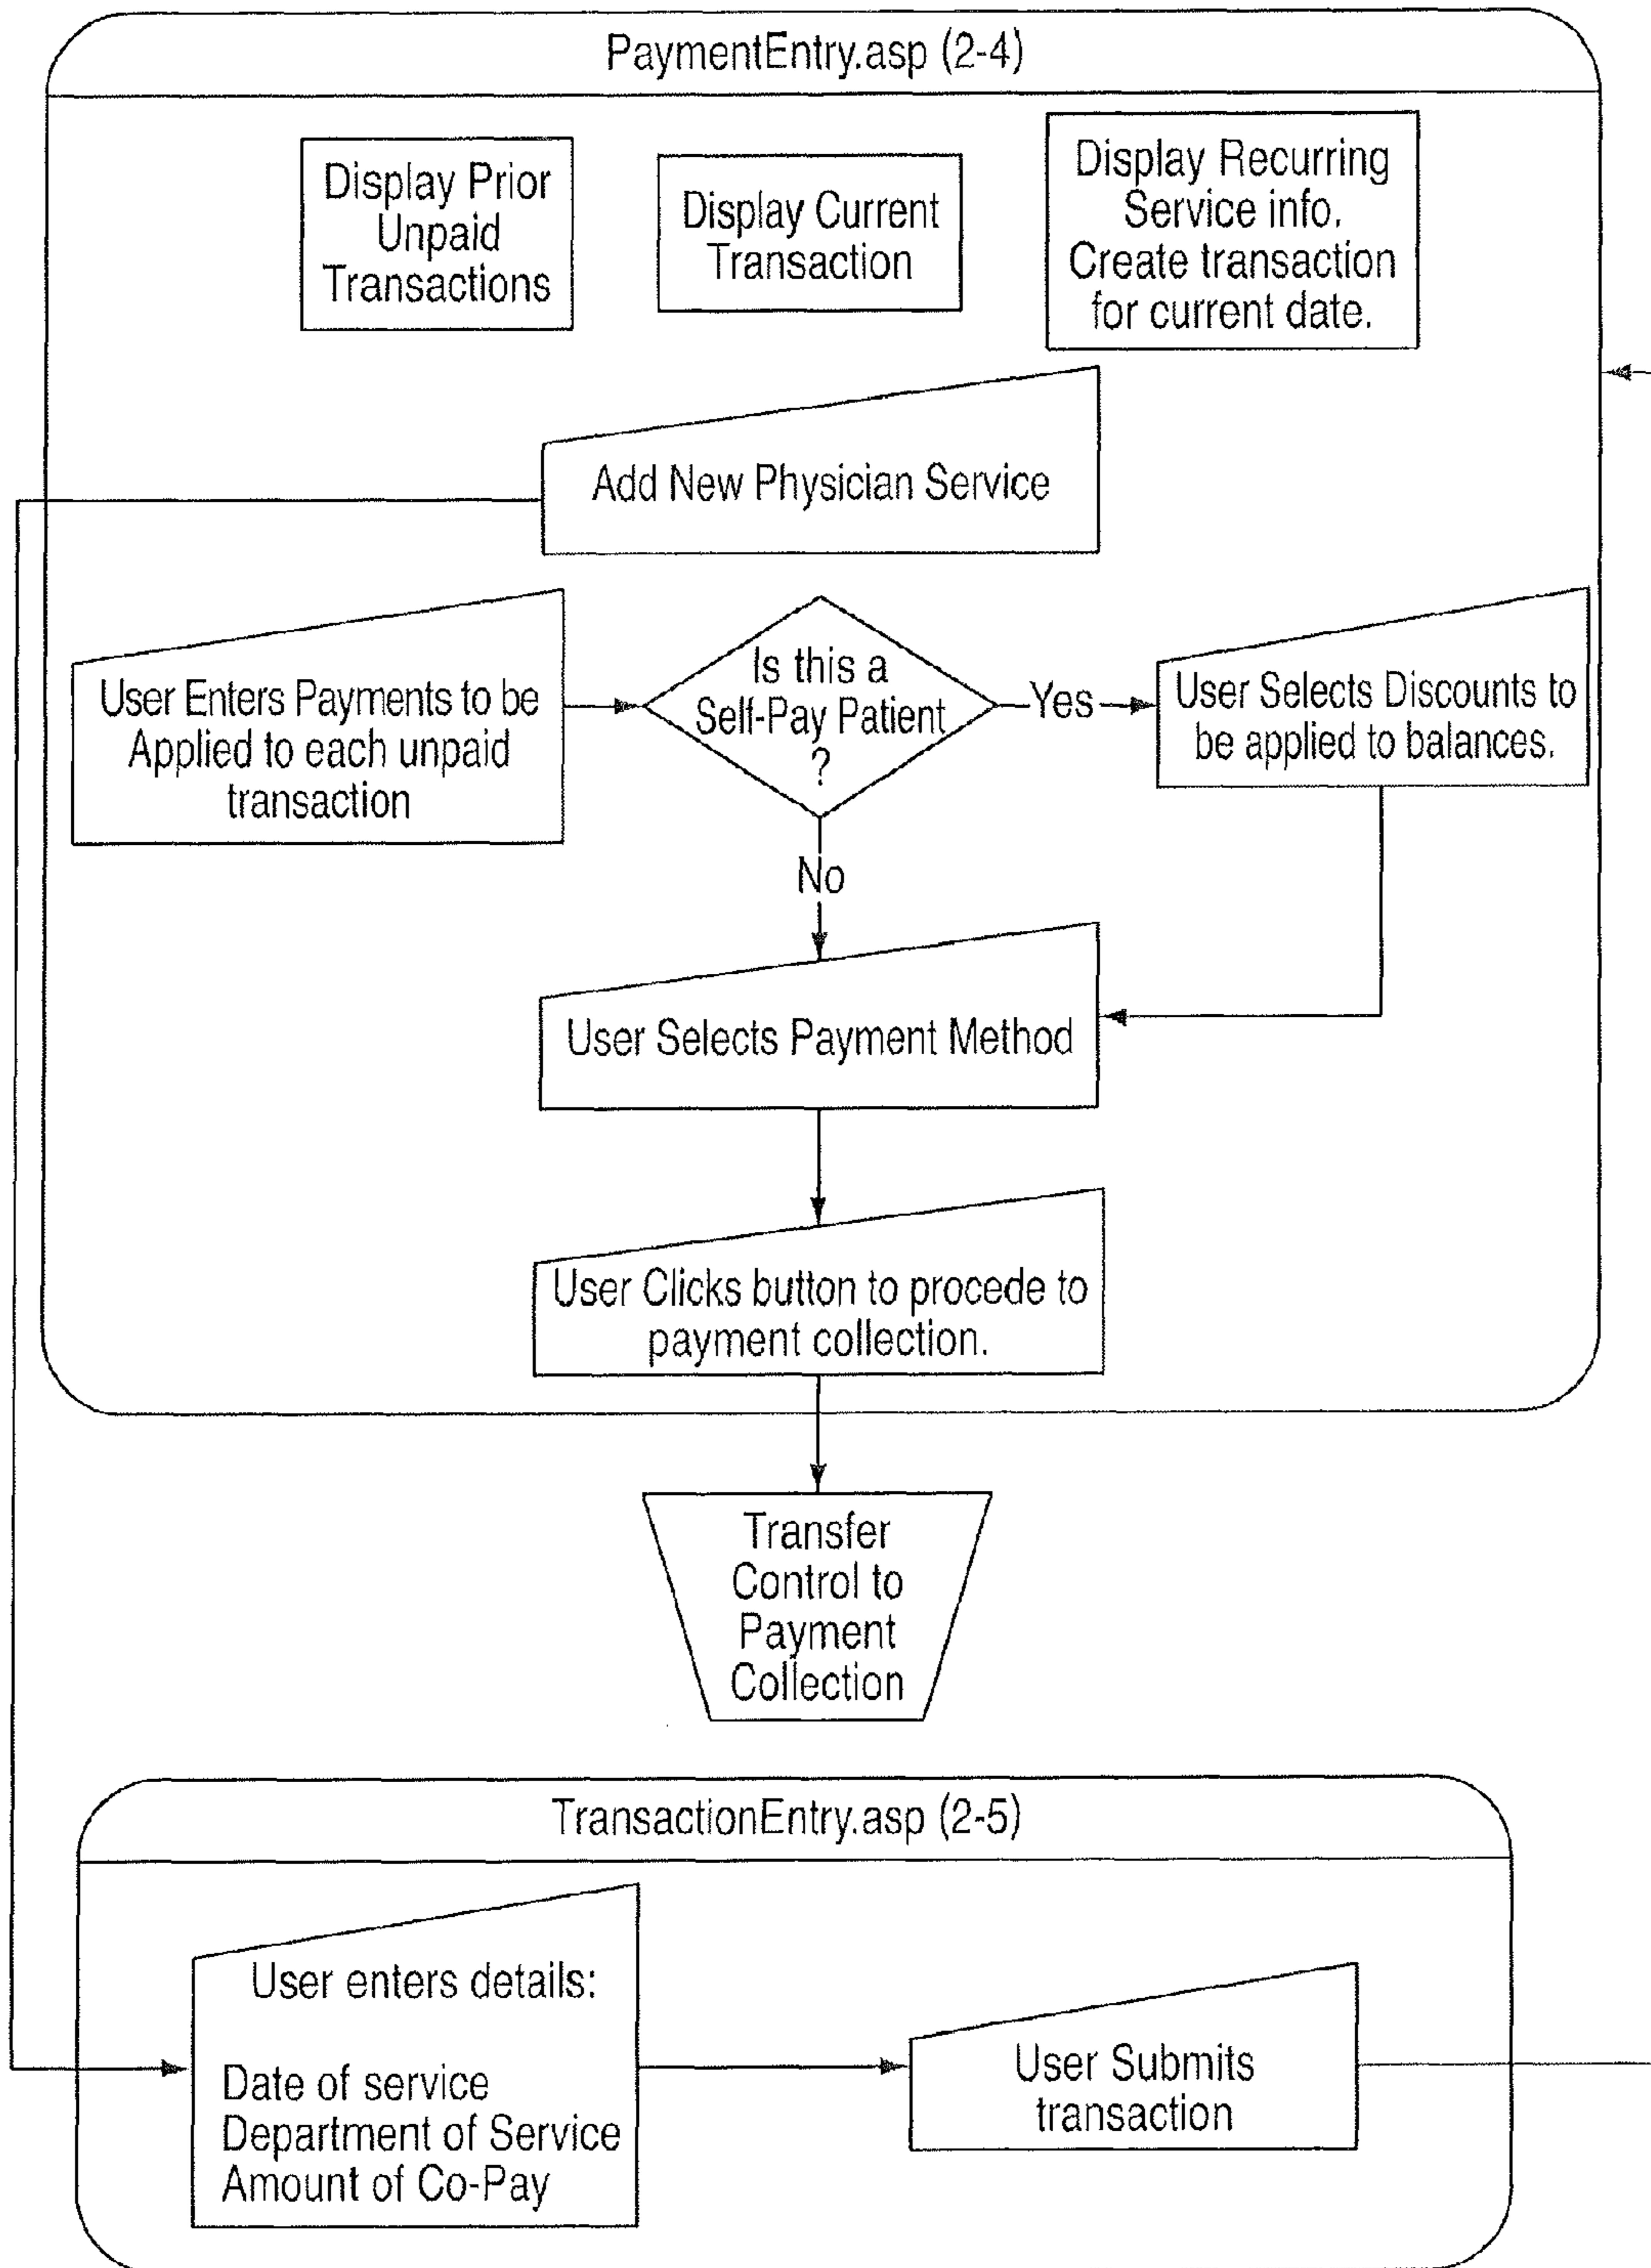 PaymentEntry.asp (2-4)
Display Prior
Unpaid
Transactions
Display Current
Transaction
Display Recurring
Service info.
Create transaction
for current date.
Add New Physician Service
User Enters Payments to be
Applied to each unpaid
transaction
Is this a
Self-Pay Patient
?
Yes
User Selects Discounts to
be applied to balances.
No
User Selects Payment Method
User Clicks button to procede to
payment collection.
Transfer
Control to
Payment
Collection
TransactionEntry.asp (2-5)
User enters details:
Date of service
Department of Service
Amount of Co-Pay
User Submits
transaction